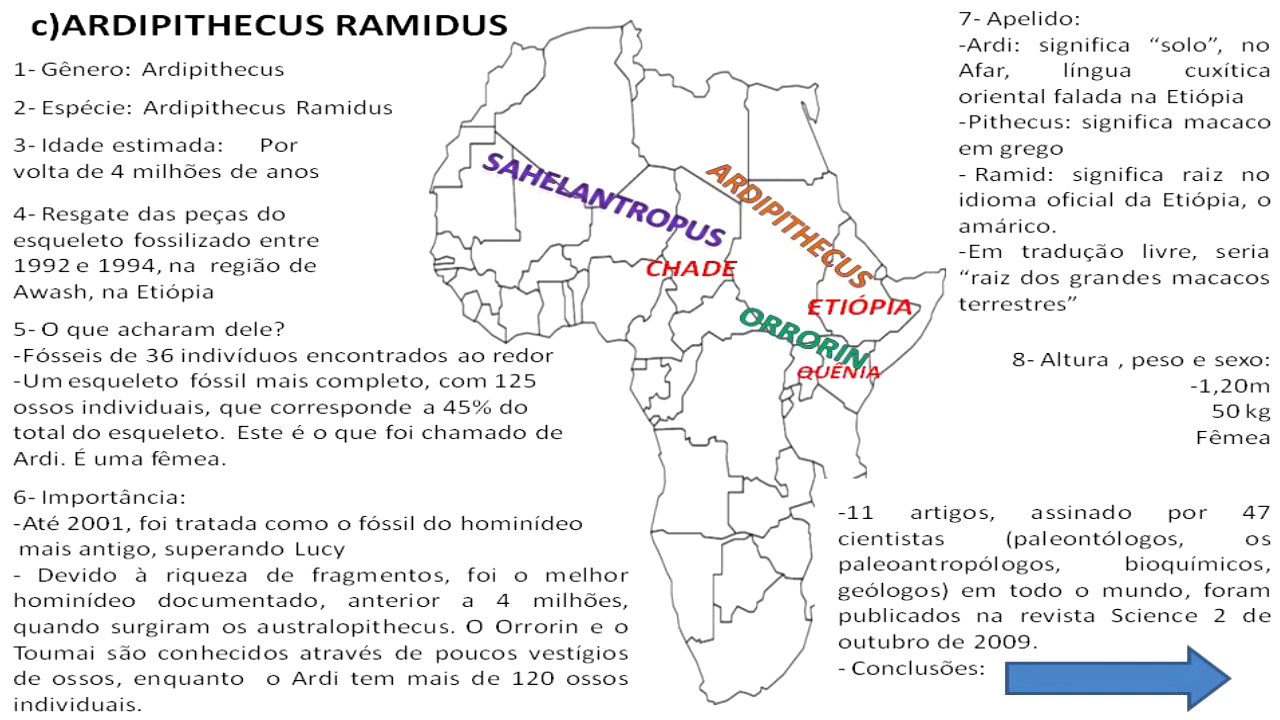 c)ARDIPITHECUS RAMIDUS
1- Gênero: Ardipithecus
2- Espécie: Ardipithecus Ramidus
3- Idade estimada: Por
volta de 4 milhões de anos
4- Resgate das peças do
esqueleto fossilizado entre
1992 e 1994, na região de
Awash, na Etiópia
5- O que acharam dele?
-Fósseis de 36 indivíduos encontrados ao redor
-Um esqueleto fóssil mais completo, com 125
ossos individuais, que corresponde a 45% do
total do esqueleto. Este é o que foi chamado de
Ardi. É uma fêmea.
6- Importância:
-Até 2001, foi tratada como o fóssil do hominídeo
mais antigo, superando Lucy
- Devido à riqueza de fragmentos, foi o melhor
hominídeo documentado, anterior a 4 milhões,
quando surgiram os australopithecus. O Orrorin e o
Toumai são conhecidos através de poucos vestígios
de ossos, enquanto o Ardi tem mais de 120 ossos
individuais.
SAHELANTROPUS
CHADE
ARDIPITHECUS
ETIÓPIA
ORRORIN
QUÊNIA
7- Apelido:
-Ardi: significa “solo”, no
Afar, língua cuxítica
oriental falada na Etiópia
-Pithecus: significa macaco
em grego
- Ramid: significa raiz no
idioma oficial da Etiópia, o
amárico.
-Em tradução livre, seria
“raiz dos grandes macacos
terrestres”
8- Altura , peso e sexo:
-1,20m
50 kg
Fêmea
-11 artigos, assinado por 47
cientistas (paleontólogos, os
paleoantropólogos, bioquímicos,
geólogos) em todo o mundo, foram
publicados na revista Science 2 de
outubro de 2009.
- Conclusões: